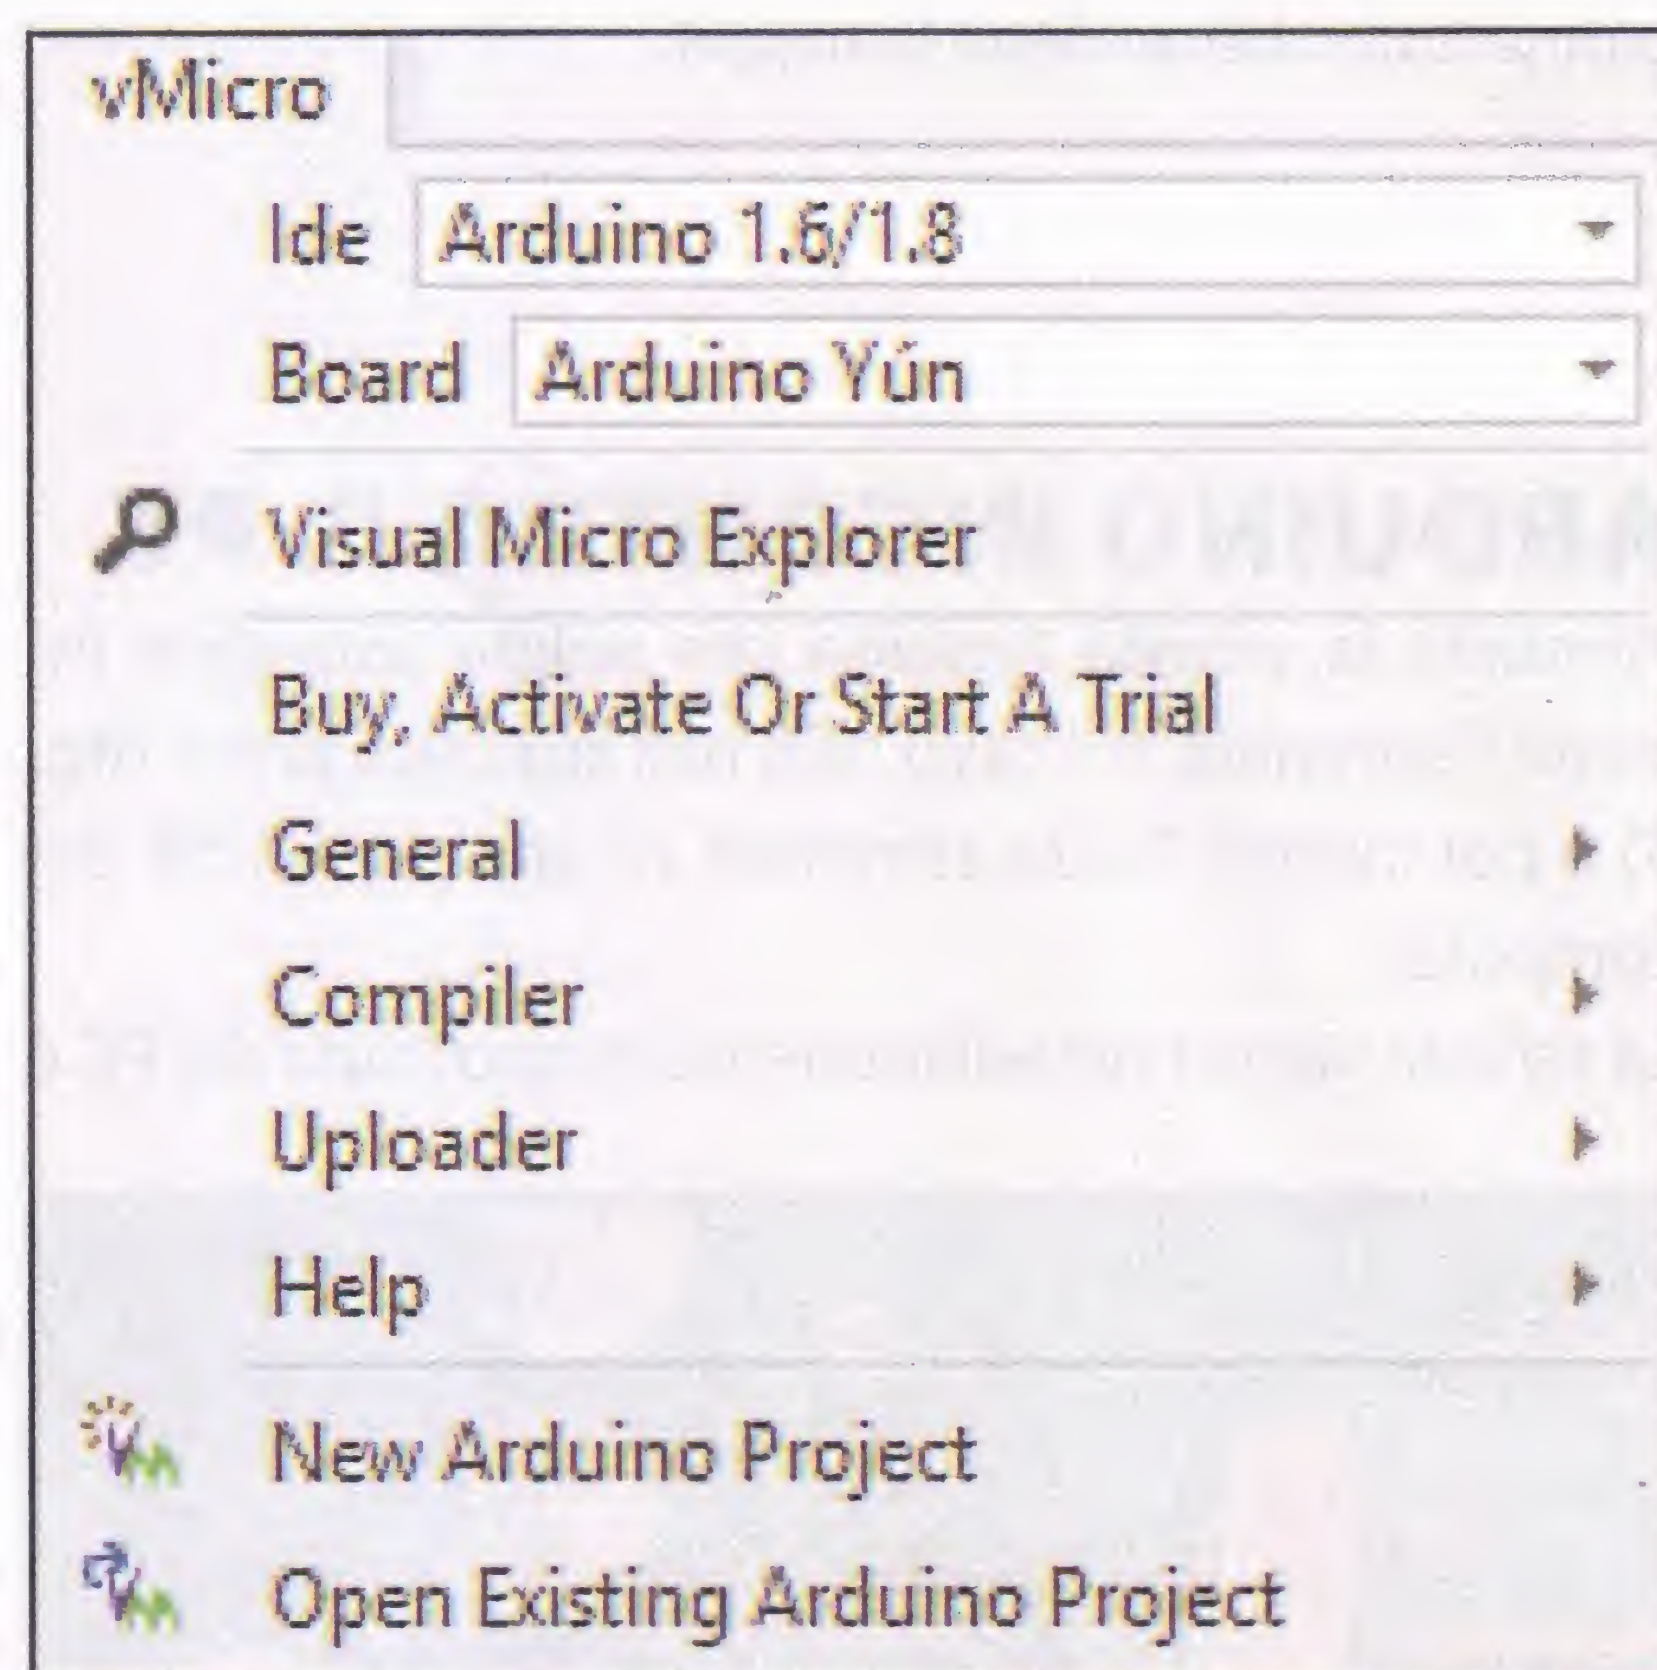 vMicro
Ide Arduino 1.6/1.8
Board Arduino Yún
Visual Micro Explorer
Buy, Activate Or Start A Trial
General
Compiler
Uploader
Help
New Arduino Project
Open Existing Arduino Project